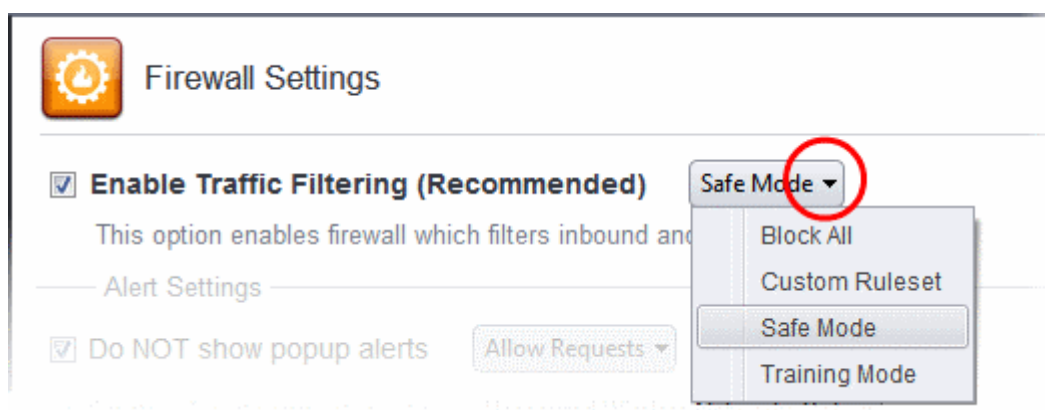 Firewall Settings
Enable Traffic Filtering (Recommended) Safe Mode
This option enables firewall which filters inbound and
Block All
Custom Ruleset
Safe Mode
Training Mode
Alert Settings
Do NOT show popup alerts Allow Requests